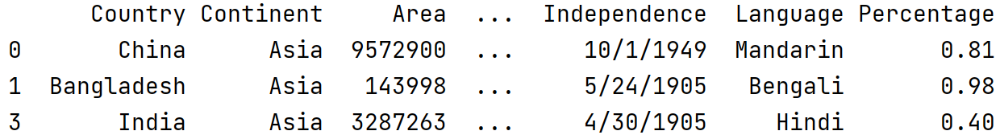 Country Continent Area ... Independence Language Percentage
0 China Asia 9572900 ... 10/1/1949 Mandarin 0.81
1 Bangladesh Asia 143998 ... 5/24/1905 Bengali 0.98
3 India Asia 3287263 ... 4/30/1905 Hindi 0.40